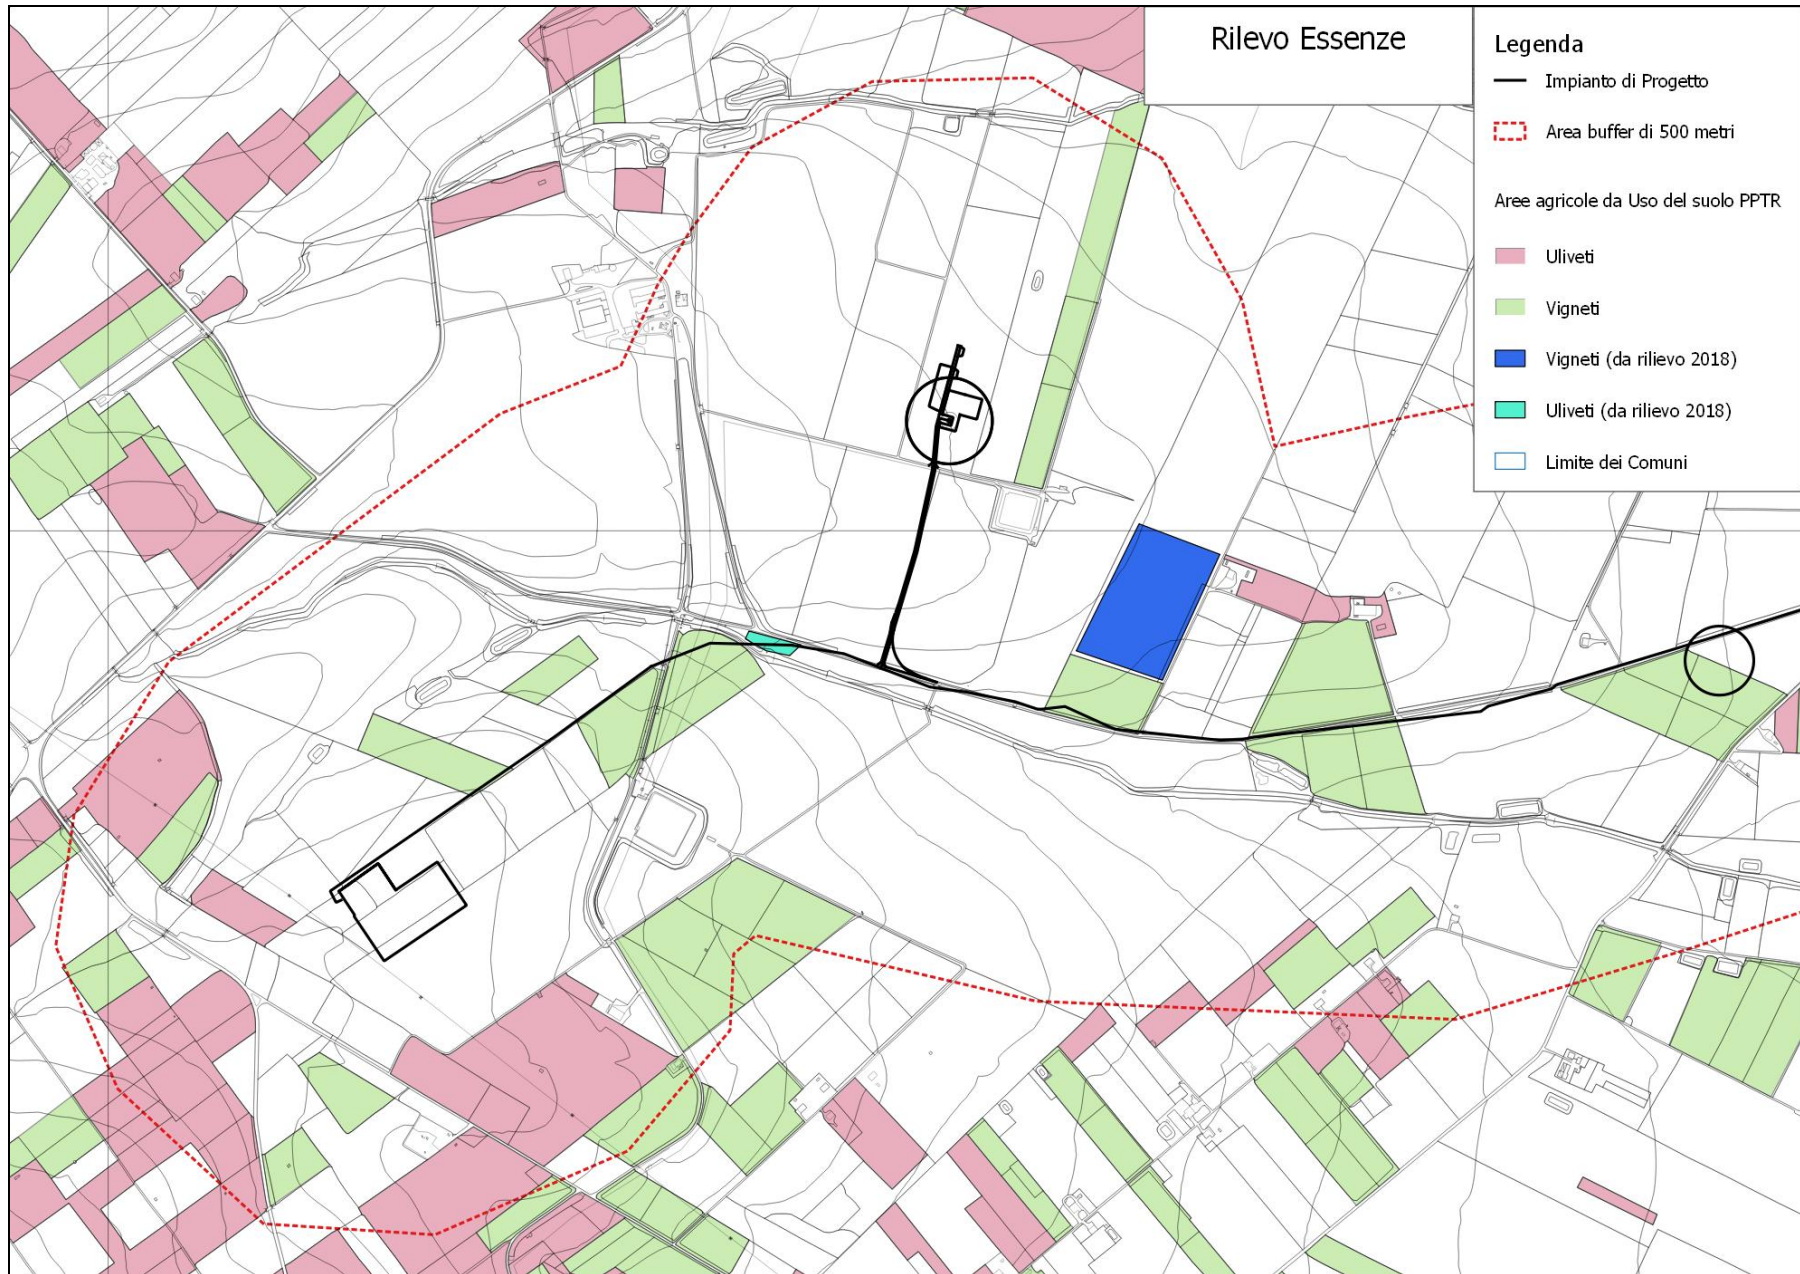 Rilevo Essenze
Legenda
Impianto di Progetto
Area buffer di 500 metri
Aree agricole da Uso del suolo PPTR
Uliveti
Vigneti
Vigneti (da rilievo 2018)
Uliveti (da rilievo 2018)
Limite dei Comuni